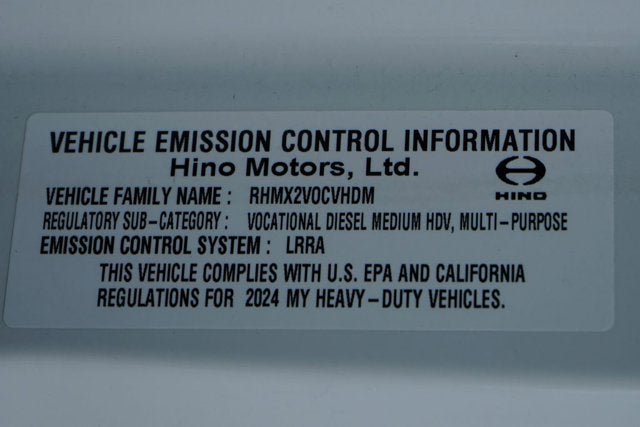 VEHICLE EMISSION CONTROL INFORMATION
Hino Motors, Ltd.
HINO
VEHICLE FAMILY NAME : RHMX2VOCVHDM
REGULATORY SUB-CATEGORY : VOCATIONAL DIESEL MEDIUM HDV, MULTI-PURPOSE
EMISSION CONTROL SYSTEM : LRRA
THIS VEHICLE COMPLIES WITH U.S. EPA AND CALIFORNIA
REGULATIONS FOR 2024 MY HEAVY-DUTY VEHICLES.